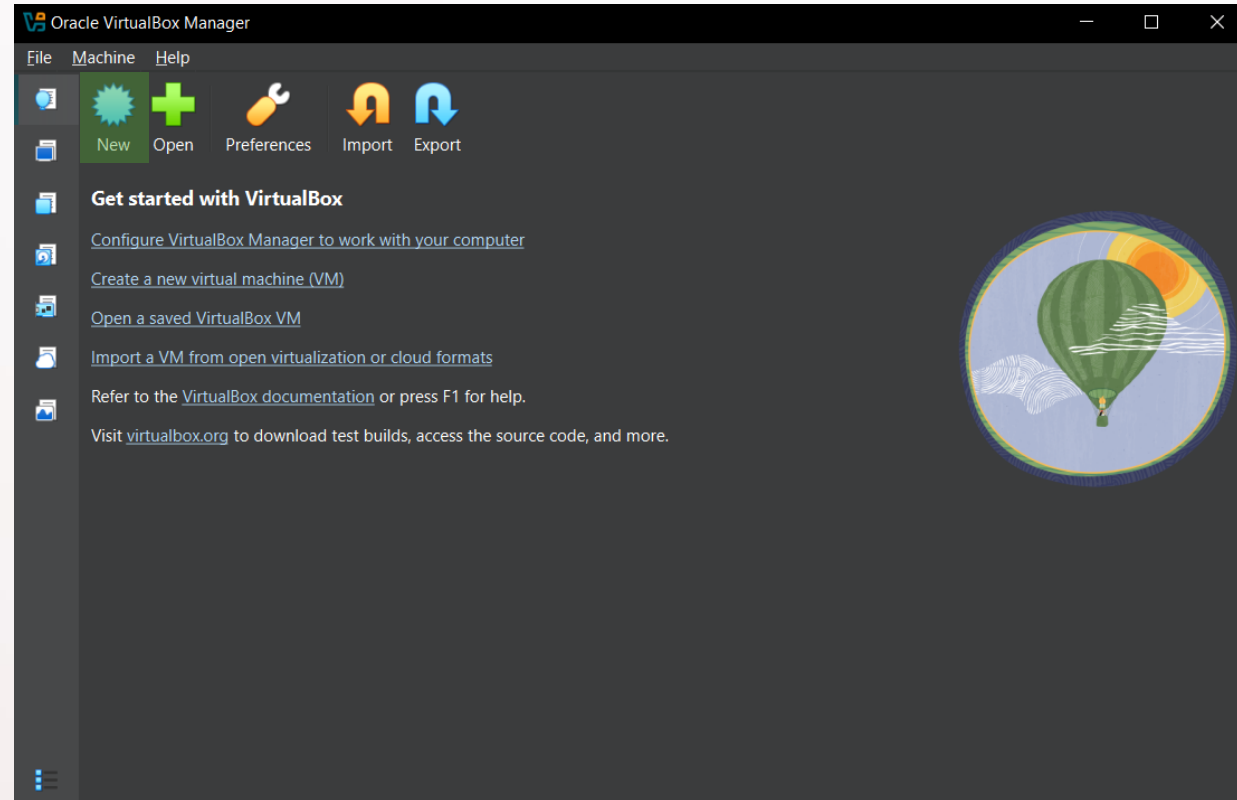 Oracle VirtualBox Manager
File Machine Help
New Open Preferences Import Export
Get started with VirtualBox
Configure VirtualBox Manager to work with your computer
Create a new virtual machine (VM)
Open a saved VirtualBox VM
Import a VM from open virtualization or cloud formats
Refer to the VirtualBox documentation or press F1 for help.
Visit virtualbox.org to download test builds, access the source code, and more.